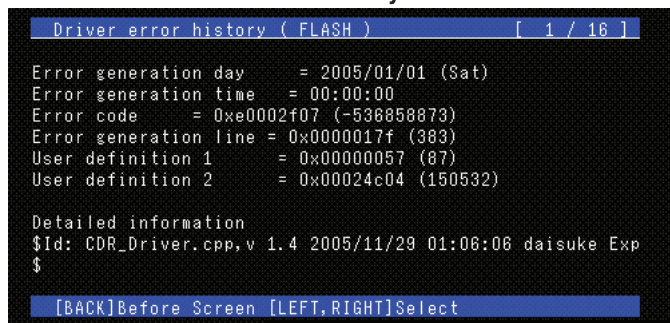 Driver error history ( FLASH ) [ 1 / 16 ]
Error generation day = 2005/01/01 (Sat)
Error generation time = 00:00:00
Error code = 0xe0002f07 (-536858873)
Error generation line = 0x0000017f (383)
User definition 1 = 0x00000057 (87)
User definition 2 = 0x00024c04 (150532)
Detailed information
$Id: CDR_Driver.cpp,v 1.4 2005/11/29 01:06:06 daisuke Exp
$
[BACK]Before Screen [LEFT,RIGHT]Select